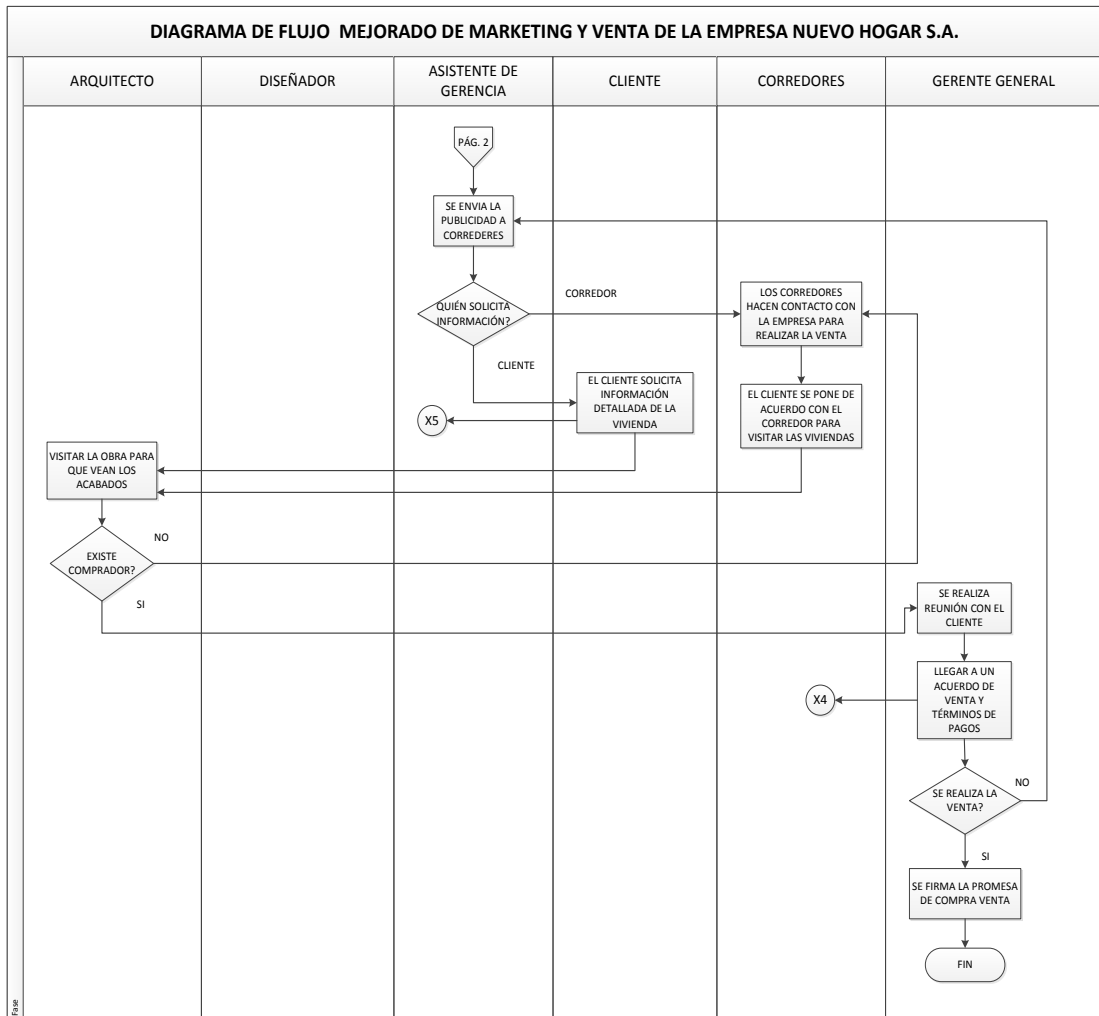 DIAGRAMA DE FLUJO MEJORADO DE MARKETING Y VENTA DE LA EMPRESA NUEVO HOGAR S.A.
ARQUITECTO
DISEÑADOR
ASISTENTE DE
GERENCIA
CLIENTE
CORREDORES
GERENTE GENERAL
PÁG. 2
SE ENVIA LA
PUBLICIDAD A
CORREDERES
QUIÉN SOLICITA
INFORMACIÓN?
CORREDOR
LOS CORREDORES
HACEN CONTACTO CON
LA EMPRESA PARA
REALIZAR LA VENTA
CLIENTE
EL CLIENTE SOLICITA
INFORMACIÓN
DETALLADA DE LA
VIVIENDA
EL CLIENTE SE PONE DE
ACUERDO CON EL
CORREDOR PARA
VISITAR LAS VIVIENDAS
X5
VISITAR LA OBRA PARA
QUE VEAN LOS
ACABADOS
EXISTE
COMPRADOR?
NO
SI
SE REALIZA
REUNIÓN CON EL
CLIENTE
LLEGAR A UN
ACUERDO DE
VENTA Y
TÉRMINOS DE
PAGOS
X4
SE REALIZA LA
VENTA?
NO
SI
SE FIRMA LA PROMESA
DE COMPRA VENTA
FIN
Fase